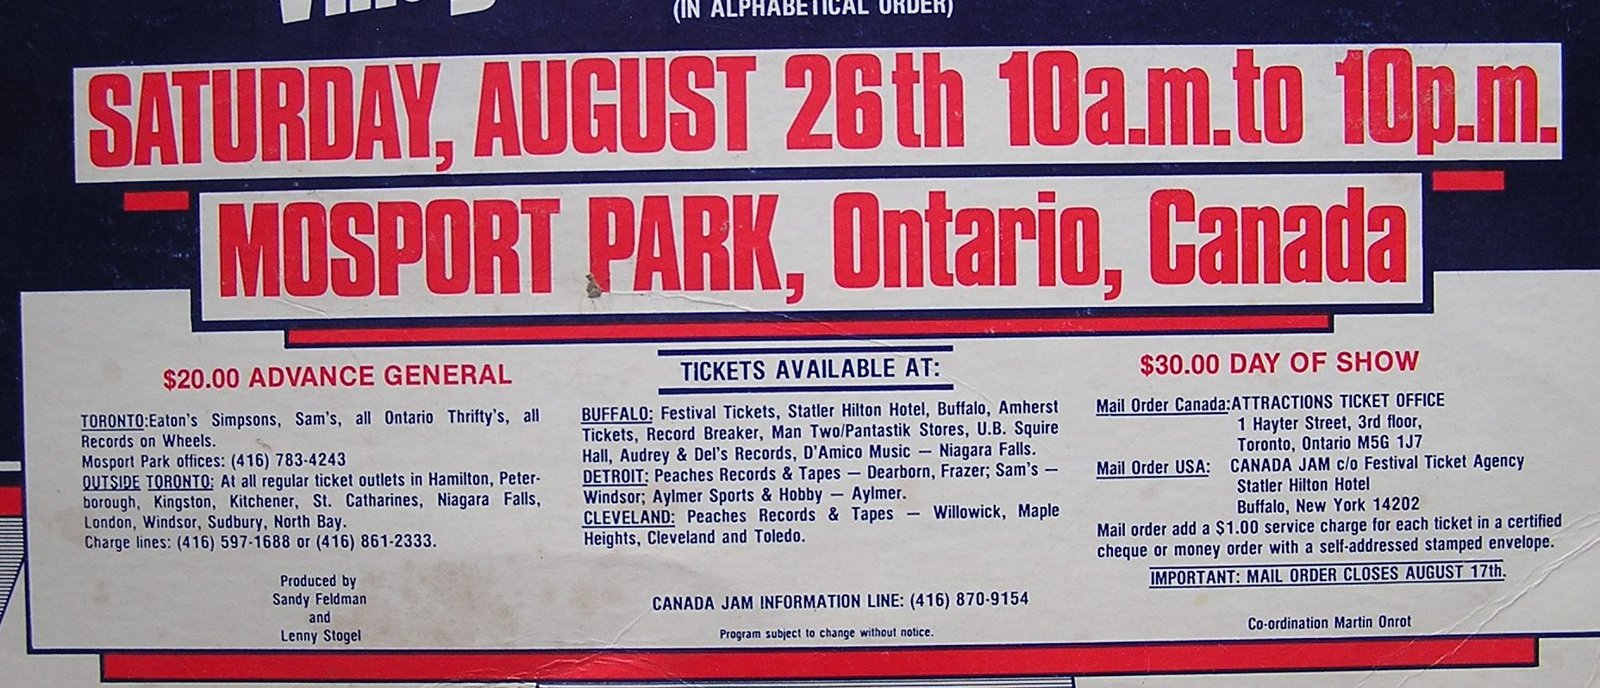 (IN ALPHABETICAL ORDER)
SATURDAY, AUGUST 26th 10a.m. to 10p.m.
MOSPORT PARK, Ontario, Canada
$20.00 ADVANCE GENERAL
TORONTO:Eaton's Simpsons, Sam's, all Ontario Thrifty's, all
Records on Wheels.
Mosport Park offices: (416) 783-4243
OUTSIDE TORONTO: At all regular ticket outlets in Hamilton, Peter-
borough, Kingston, Kitchener, St. Catharines, Niagara Falls,
London, Windsor, Sudbury, North Bay.
Charge lines: (416) 597-1688 or (416) 861-2333.
Produced by
Sandy Feldman
and
Lenny Stogel
TICKETS AVAILABLE AT:
BUFFALO: Festival Tickets, Statler Hilton Hotel, Buffalo, Amherst
Tickets, Record Breaker, Man Two/Pantastik Stores, U.B. Squire
Hall, Audrey & Del's Records, D'Amico Music — Niagara Falls.
DETROIT: Peaches Records & Tapes — Dearborn, Frazer; Sam's —
Windsor; Aylmer Sports & Hobby — Aylmer.
CLEVELAND: Peaches Records & Tapes — Willowick, Maple
Heights, Cleveland and Toledo.
CANADA JAM INFORMATION LINE: (416) 870-9154
Program subject to change without notice.
$30.00 DAY OF SHOW
Mail Order Canada:ATTRACTIONS TICKET OFFICE
1 Hayter Street, 3rd floor,
Toronto, Ontario M5G 1J7
Mail Order USA: CANADA JAM c/o Festival Ticket Agency
Statler Hilton Hotel
Buffalo, New York 14202
Mail order add a $1.00 service charge for each ticket in a certified
cheque or money order with a self-addressed stamped envelope.
IMPORTANT: MAIL ORDER CLOSES AUGUST 17th.
Co-ordination Martin Onrot